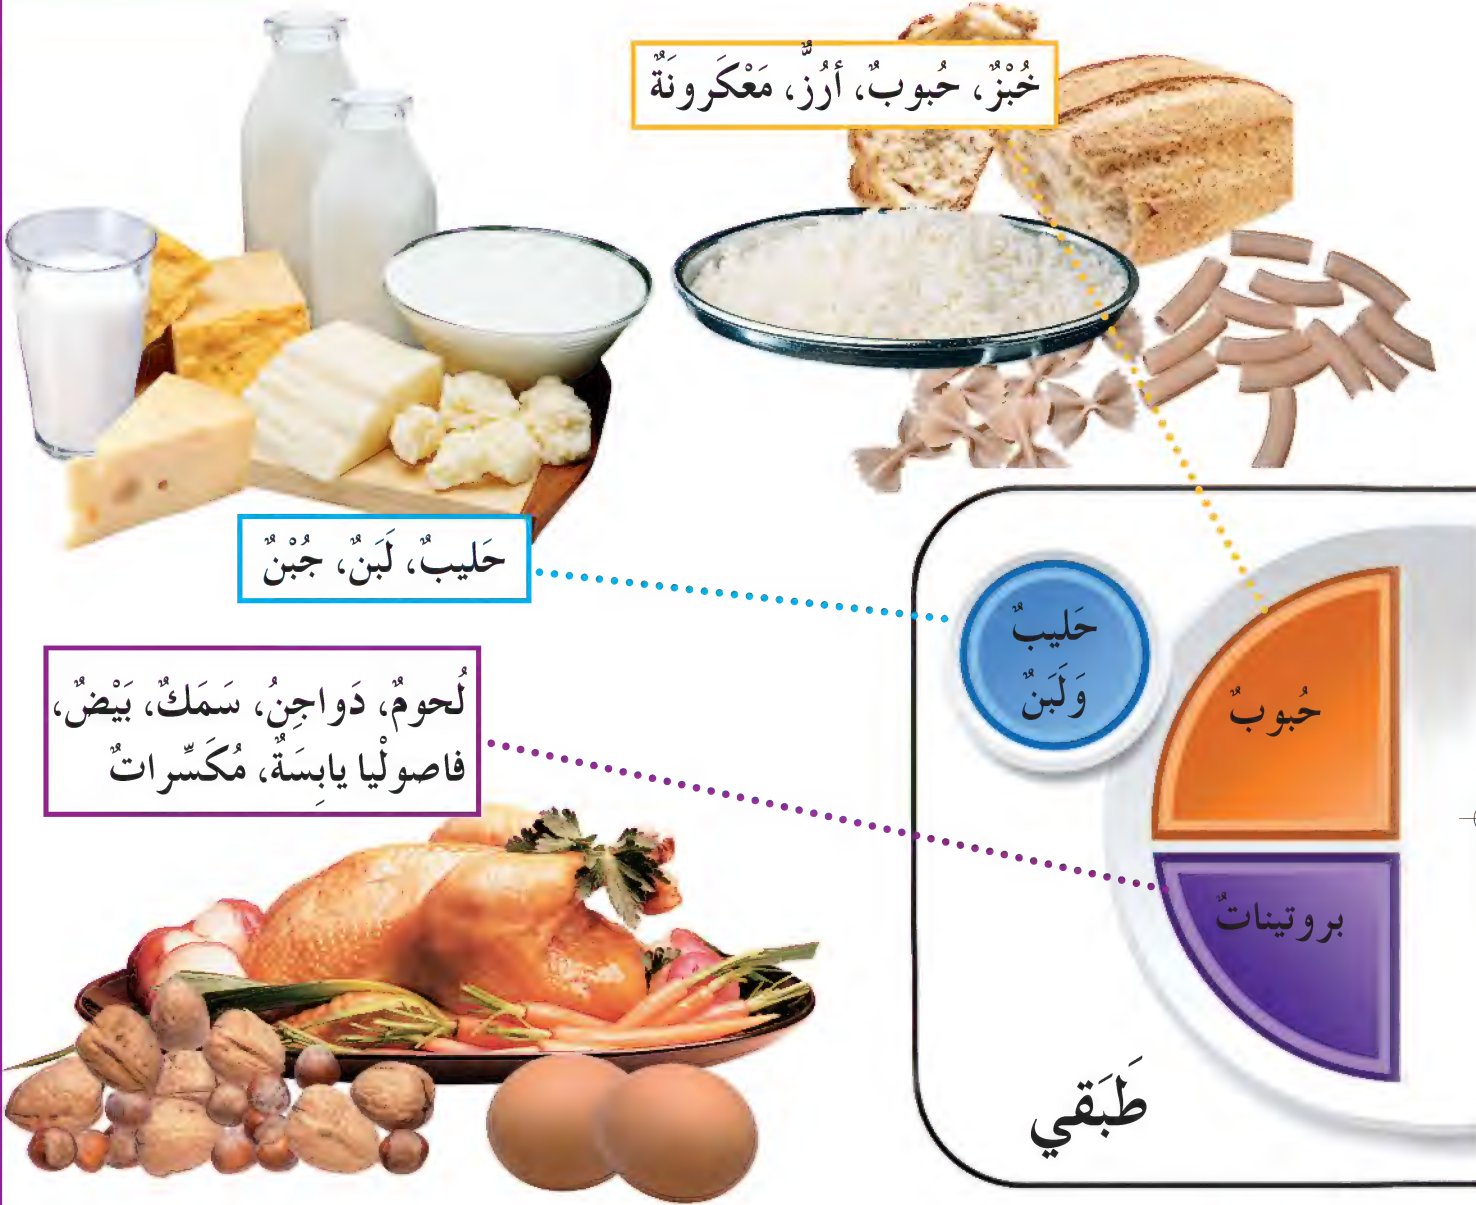 خُبْزٌ، حُبوبٌ، أرُزٌّ، مَعْكَرونَةٌ
حَليبٌ، لَبَنٌ، جُبْنٌ
حَليبٌ
وَلَبَنٌ
حُبوبٌ
لُحومٌ، دَواجِنُ، سَمَكٌ، بَيْضٌ،
فاصولْيا يابِسَةٌ، مُكَسِّراتٌ
بروتيناتٌ
طَبَقي